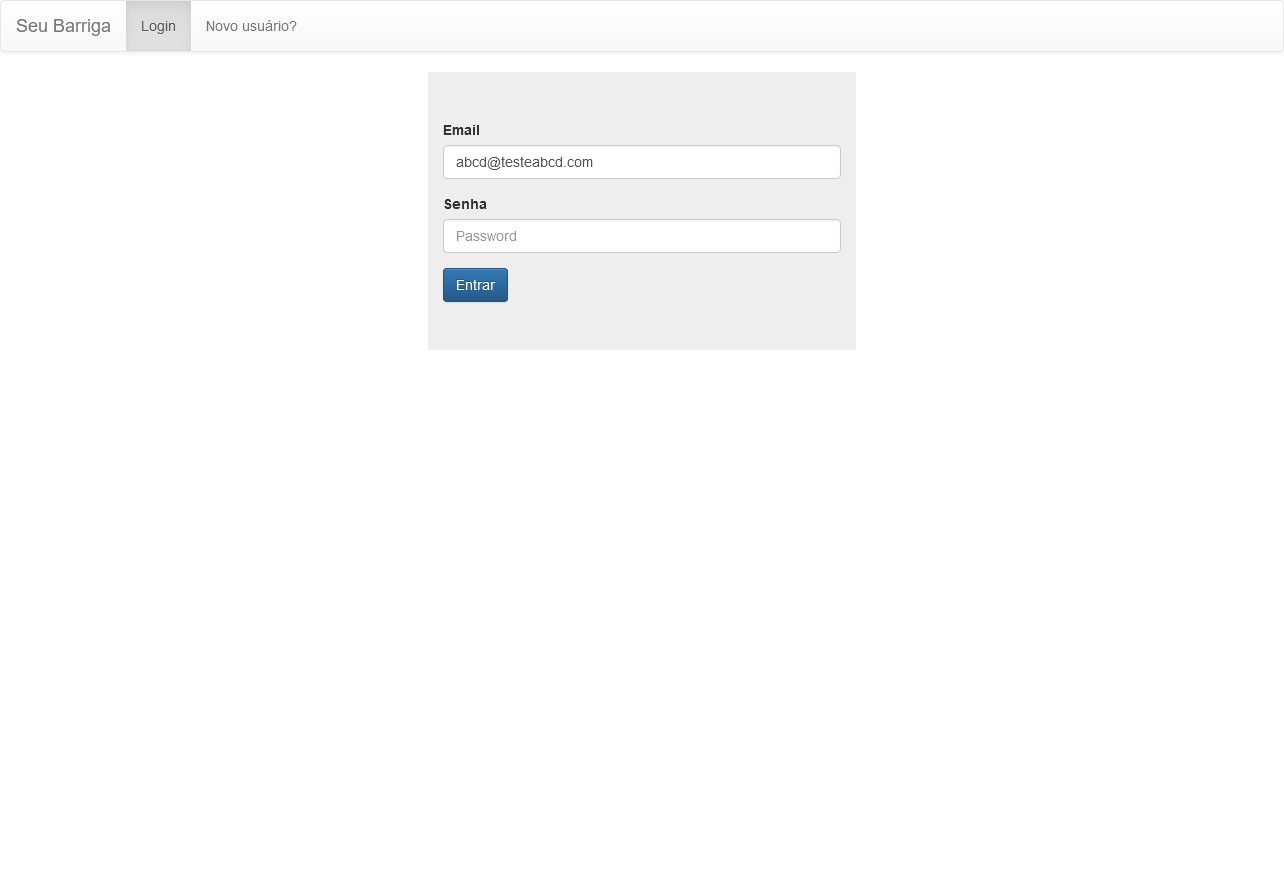 Seu Barriga Login Novo usuário?
Email
abcd@testeabcd.com
Senha
Password
Entrar